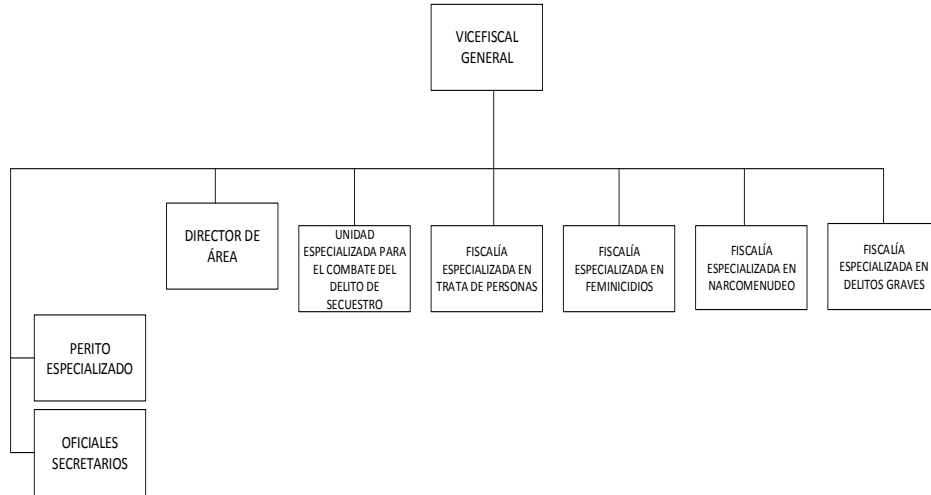 VICEFISCAL
GENERAL
DIRECTOR DE
ÁREA
UNIDAD
ESPECIALIZADA PARA
EL COMBATE DEL
DELITO DE
SECUESTRO
FISCALÍA
ESPECIALIZADA EN
TRATA DE PERSONAS
FISCALÍA
ESPECIALIZADA EN
FEMINICIDIOS
FISCALÍA
ESPECIALIZADA EN
NARCOMENUDEO
FISCALÍA
ESPECIALIZADA EN
DELITOS GRAVES
PERITO
ESPECIALIZADO
OFICIALES
SECRETARIOS